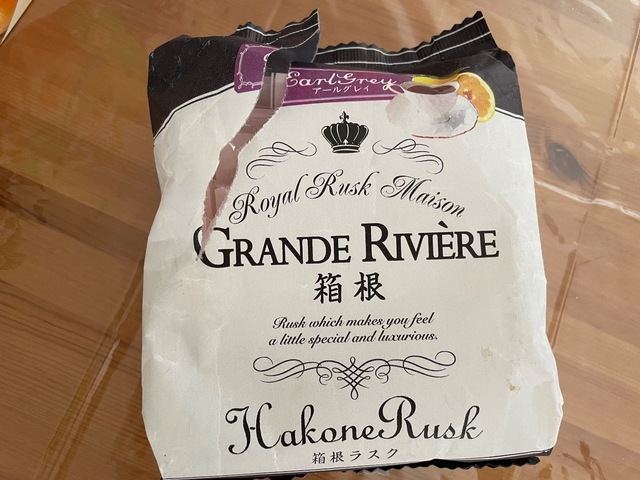 Earl Grey
アールグレイ
Royal Rusk Maison
GRANDE RIVIÈRE
箱根
Rusk which makes you feel
a little special and luxurious.
Hakone Rusk
箱根ラスク